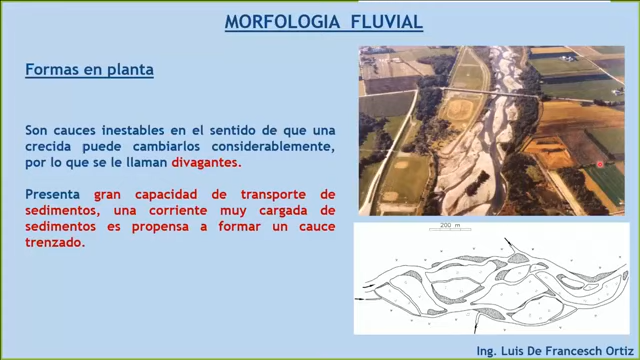 MORFOLOGIA FLUVIAL
Formas en planta
Son cauces inestables en el sentido de que una
crecida puede cambiarlos considerablemente,
por lo que se le llaman divagantes.
Presenta gran capacidad de transporte de
sedimentos, una corriente muy cargada de
sedimentos es propensa a formar un cauce
trenzado.
200 m
Ing. Luis De Francesch Ortiz